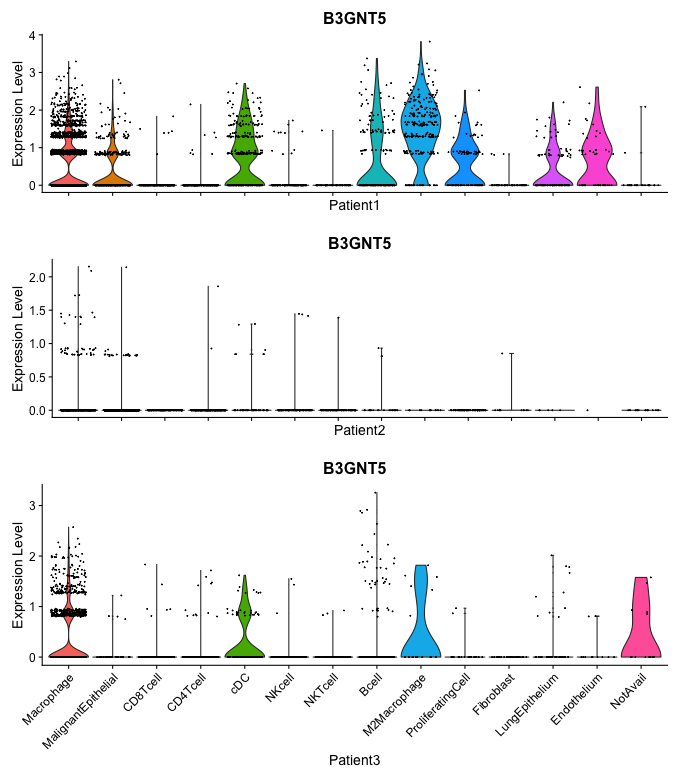 B3GNT5
4
3
2
1
0
Expression Level
Patient1
B3GNT5
2.0
1.5
1.0
0.5
0.0
Expression Level
Patient2
B3GNT5
3
2
1
0
Expression Level
Macrophage
MalignantEpithelial
CD8Tcell
CD4Tcell
cDC
NKcell
NKTcell
Bcell
M2Macrophage
ProliferatingCell
Fibroblast
LungEpithelium
Endothelium
NotAvail
Patient3